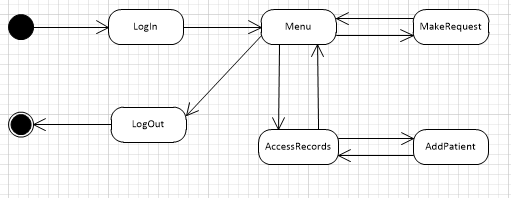 LogIn
Menu
MakeRequest
LogOut
AccessRecords
AddPatient